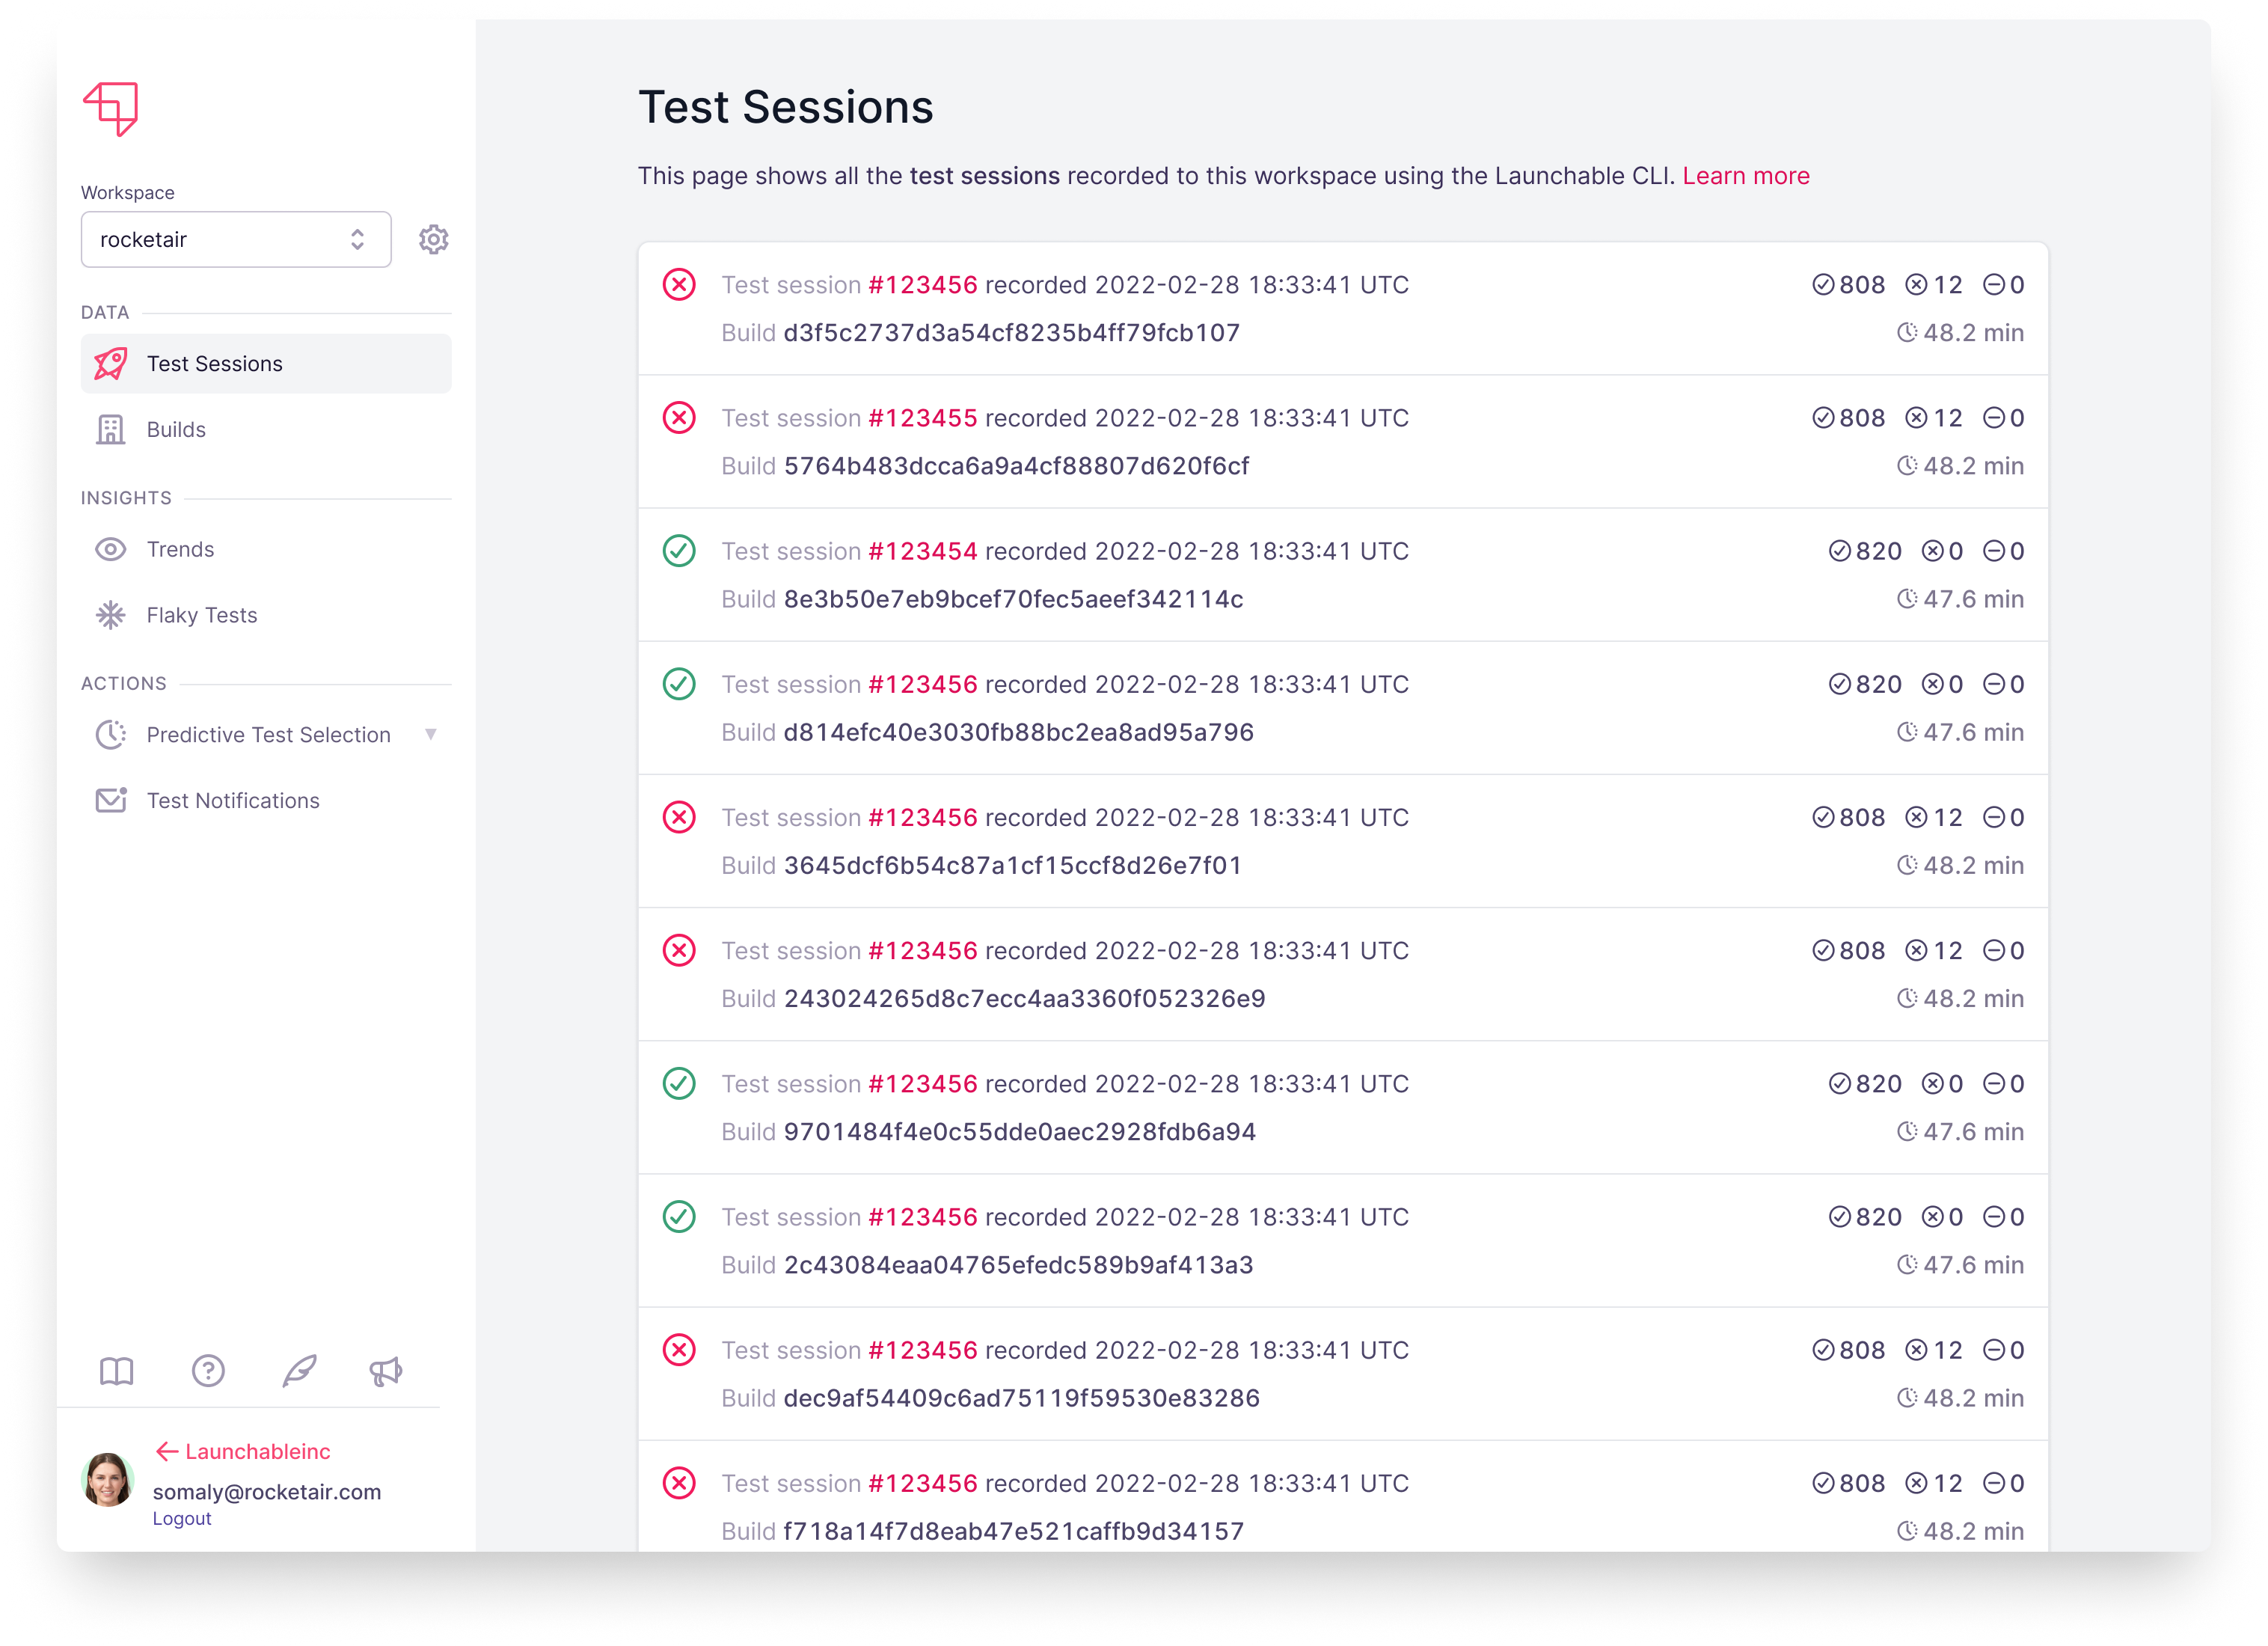 Workspace
rocketair
DATA
Test Sessions
Builds
INSIGHTS
Trends
Flaky Tests
ACTIONS
Predictive Test Selection
Test Notifications
Launchableinc
somaly@rocketair.com
Logout
Test Sessions
This page shows all the test sessions recorded to this workspace using the Launchable CLI. Learn more
Test session #123456 recorded 2022-02-28 18:33:41 UTC 808 12 0
Build d3f5c2737d3a54cf8235b4ff79fcb107 48.2 min
Test session #123455 recorded 2022-02-28 18:33:41 UTC 808 12 0
Build 5764b483dcca6a9a4cf88807d620f6cf 48.2 min
Test session #123454 recorded 2022-02-28 18:33:41 UTC 820 0 0
Build 8e3b50e7eb9bcef70fec5aeef342114c 47.6 min
Test session #123456 recorded 2022-02-28 18:33:41 UTC 820 0 0
Build d814efc40e3030fb88bc2ea8ad95a796 47.6 min
Test session #123456 recorded 2022-02-28 18:33:41 UTC 808 12 0
Build 3645dcf6b54c87a1cf15ccf8d26e7f01 48.2 min
Test session #123456 recorded 2022-02-28 18:33:41 UTC 808 12 0
Build 243024265d8c7ecc4aa3360f052326e9 48.2 min
Test session #123456 recorded 2022-02-28 18:33:41 UTC 820 0 0
Build 9701484f4e0c55dde0aec2928fdb6a94 47.6 min
Test session #123456 recorded 2022-02-28 18:33:41 UTC 820 0 0
Build 2c43084eaa04765efedc589b9af413a3 47.6 min
Test session #123456 recorded 2022-02-28 18:33:41 UTC 808 12 0
Build dec9af54409c6ad75119f59530e83286 48.2 min
Test session #123456 recorded 2022-02-28 18:33:41 UTC 808 12 0
Build f718a14f7d8eab47e521caffb9d34157 48.2 min